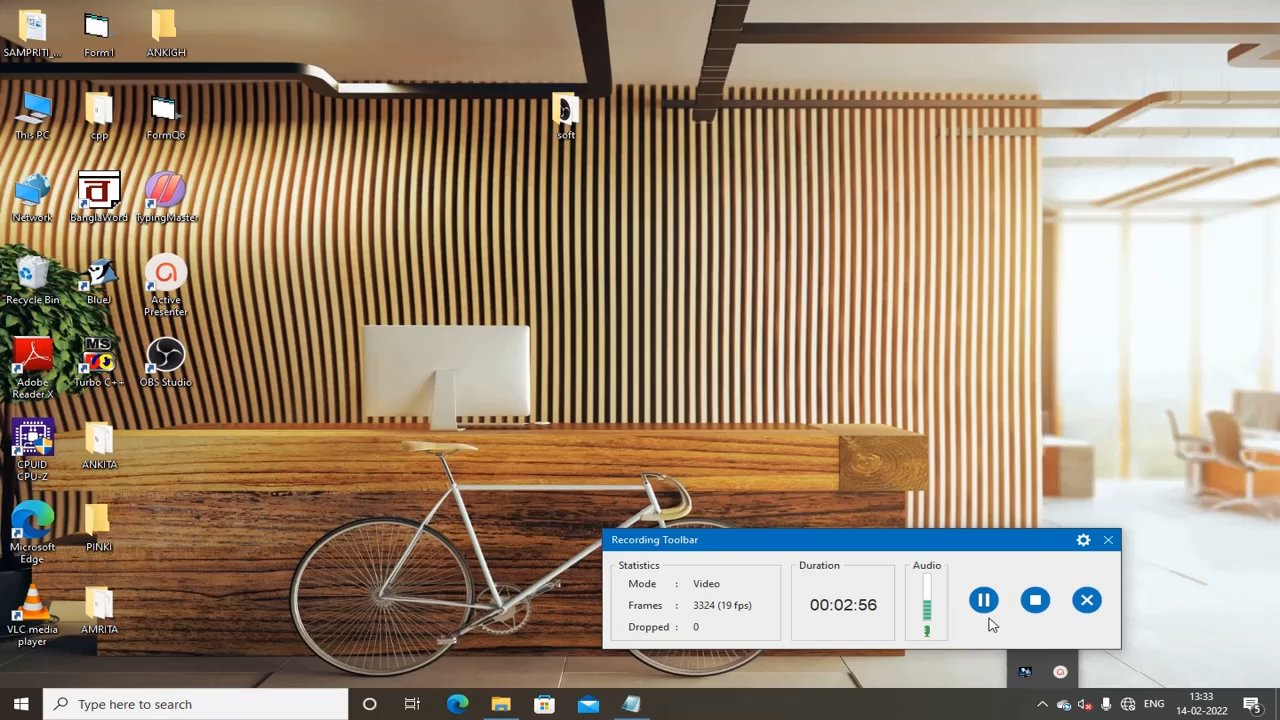 SAMPRITI_...
Form1
ANKIGH
This PC
cpp
FormQ6
soft
Network
BanglaWord
TypingMaster
Recycle Bin
BlueJ
Active
Presenter
Adobe
Reader X
MS
Turbo C++
OBS Studio
CPUID
CPU-Z
ANKITA
Microsoft
Edge
PINKI
VLC media
player
AMRITA
Recording Toolbar
Statistics
Mode : Video
Frames : 3324 (19 fps)
Dropped : 0
Duration
00:02:56
Audio
Type here to search
ENG
13:33
14-02-2022
5